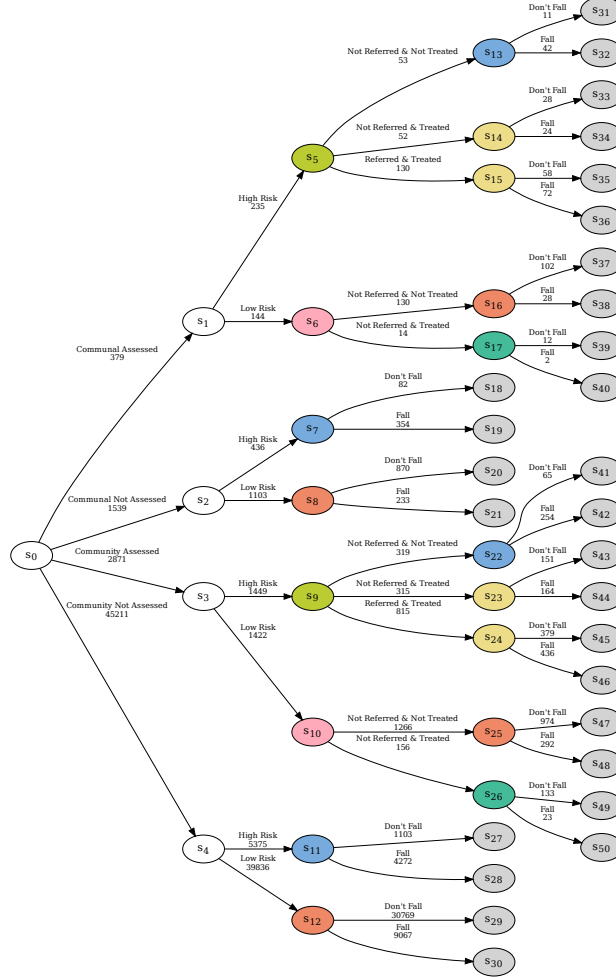 Don't Fall
11
s31
Fall
42
s32
Not Referred & Not Treated
53
s13
Don't Fall
28
s33
Fall
24
s34
Not Referred & Treated
52
s14
Referred & Treated
130
s15
Don't Fall
58
s35
Fall
72
s36
s5
High Risk
235
Don't Fall
102
s37
Fall
28
s38
Not Referred & Not Treated
130
s16
Low Risk
144
s6
Not Referred & Treated
14
s17
Don't Fall
12
s39
Fall
2
s40
s1
Communal Assessed
379
Don't Fall
82
s18
Fall
354
s19
High Risk
436
s7
Don't Fall
870
s20
Fall
233
s21
Low Risk
1103
s8
s2
Communal Not Assessed
1539
s0
Community Assessed
2871
Community Not Assessed
45211
Don't Fall
65
s41
Fall
254
s42
Not Referred & Not Treated
319
s22
Don't Fall
151
s43
Fall
164
s44
Not Referred & Treated
315
s23
Referred & Treated
815
s24
Don't Fall
379
s45
Fall
436
s46
s3
High Risk
1449
s9
Low Risk
1422
s10
Not Referred & Not Treated
1266
s25
Don't Fall
974
s47
Fall
292
s48
Not Referred & Treated
156
s26
Don't Fall
133
s49
Fall
23
s50
s4
High Risk
5375
s11
Don't Fall
1103
s27
Fall
4272
s28
Low Risk
39836
s12
Don't Fall
30769
s29
Fall
9067
s30